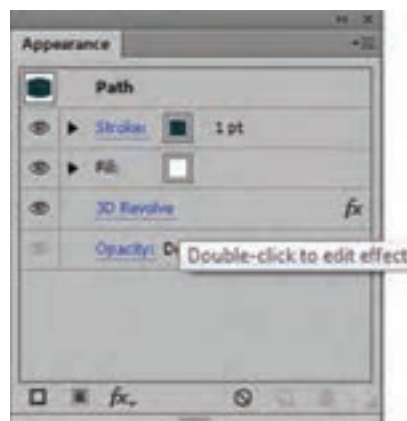 Appearance
Path
Stroke: 1 pt
Fill:
3D Revolve fx
Opacity: D
Double-click to edit effect
fx.